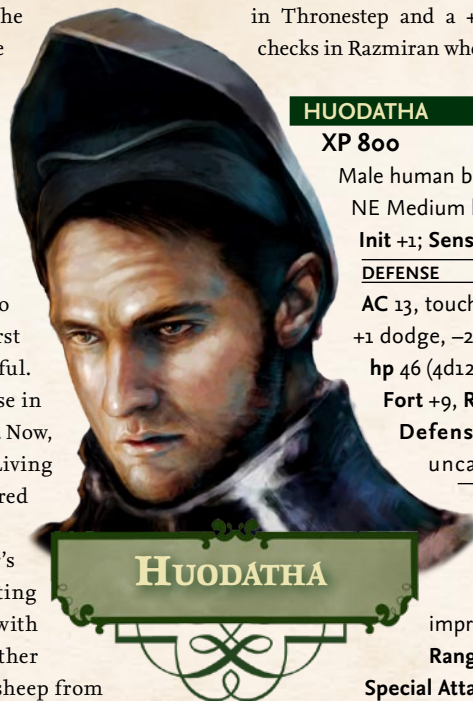 he
e
o
rst
ful.
se in
. Now,
Living
red
's
ting
with
ther
sheep from
HUODATHA
in Thronestep and a +
checks in Razmiran whe
HUODATHA
XP 800
Male human b
NE Medium
Init +1; Sens
DEFENSE
AC 13, touch
+1 dodge, –2
hp 46 (4d12
Fort +9, R
Defens
unca
impr
Rang
Special Atta